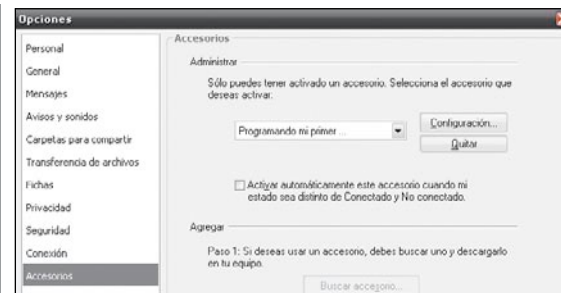 Opciones
Personal
General
Mensajes
Avisos y sonidos
Carpetas para compartir
Transferencia de archivos
Fichas
Privacidad
Seguridad
Conexión
Accesorios
Accesorios
Administrar
Sólo puedes tener activado un accesorio. Selecciona el accesorio que
deseas activar:
Programando mi primer ...
Configuración...
Quitar
Activar automáticamente este accesorio cuando mi
estado sea distinto de Conectado y No conectado.
Agregar
Paso 1: Si deseas usar un accesorio, debes buscar uno y descargarlo
en tu equipo.
Buscar accesorio...